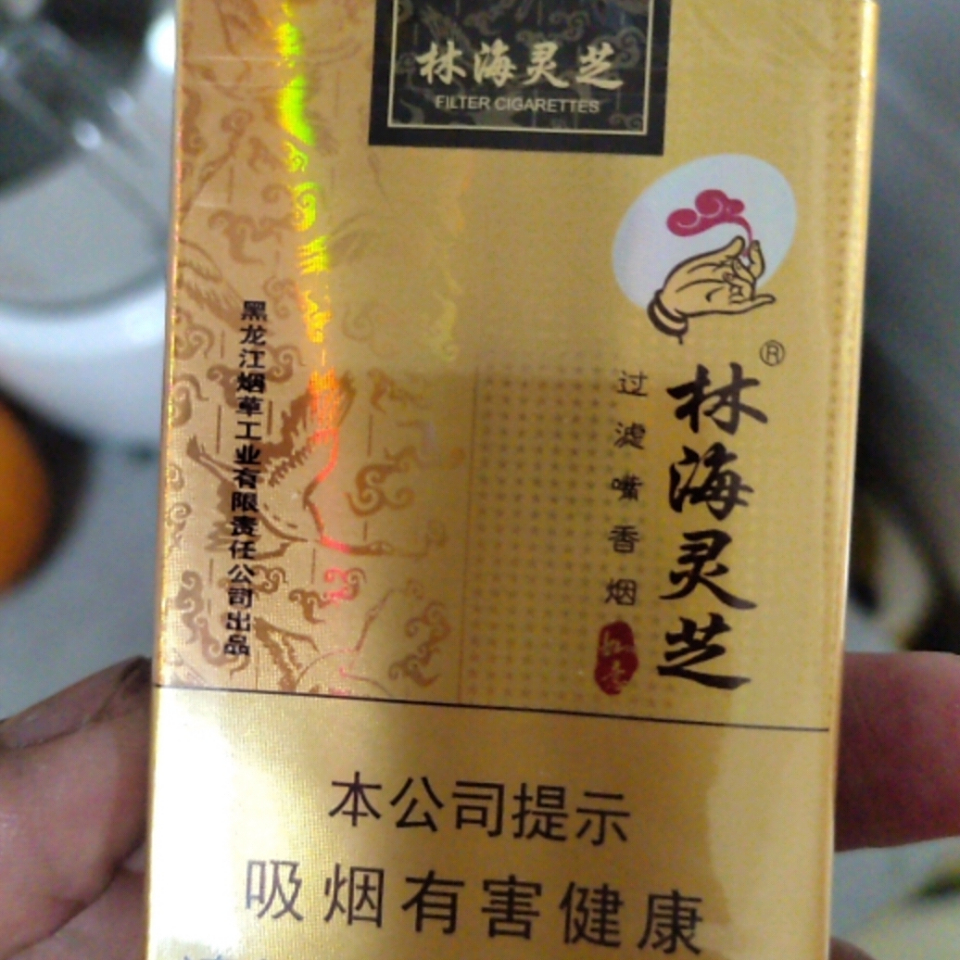 林海灵芝
FILTER CIGARETTES
®
林海灵芝
过滤嘴香烟
如意
黑龙江烟草工业有限责任公司出品
本公司提示
吸烟有害健康